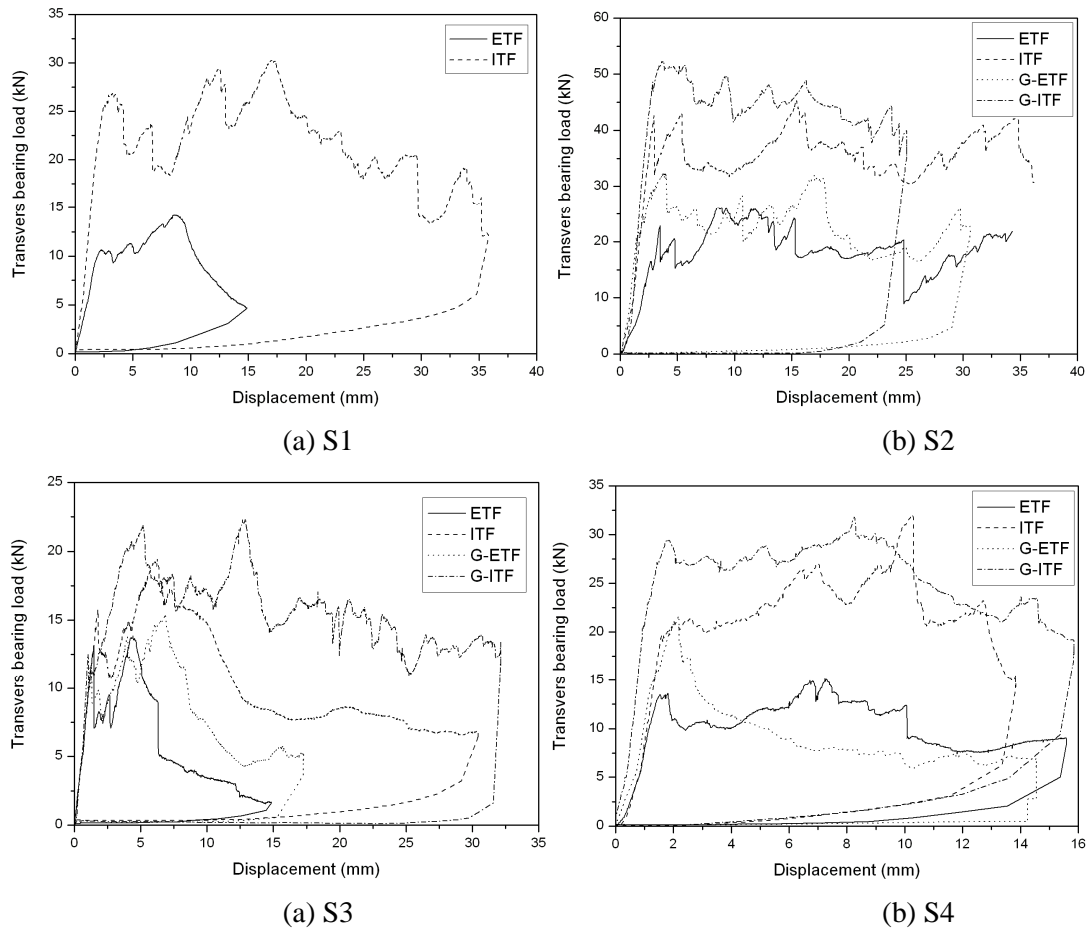 35
30
25
20
15
10
5
0
Transvers bearing load (kN)
ETF
ITF
0 5 10 15 20 25 30 35 40
Displacement (mm)
(a) S1
60
50
40
30
20
10
0
Transvers bearing load (kN)
ETF
ITF
G-ETF
G-ITF
0 5 10 15 20 25 30 35 40
Displacement (mm)
(b) S2
25
20
15
10
5
0
Transvers bearing load (kN)
ETF
ITF
G-ETF
G-ITF
0 5 10 15 20 25 30 35
Displacement (mm)
(a) S3
35
30
25
20
15
10
5
0
Transvers bearing load (kN)
ETF
ITF
G-ETF
G-ITF
0 2 4 6 8 10 12 14 16
Displacement (mm)
(b) S4